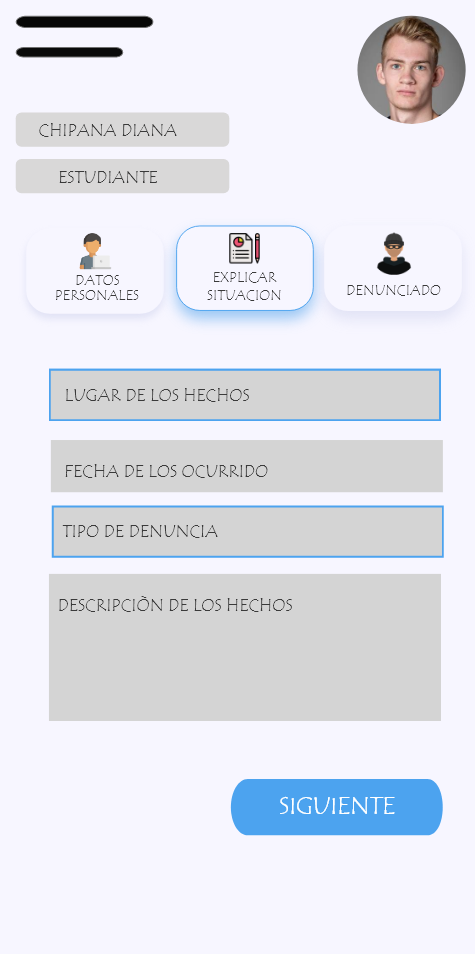 CHIPANA DIANA
ESTUDIANTE
DATOS
PERSONALES
EXPLICAR
SITUACION
DENUNCIADO
LUGAR DE LOS HECHOS
FECHA DE LOS OCURRIDO
TIPO DE DENUNCIA
DESCRIPCIÕN DE LOS HECHOS
SIGUIENTE